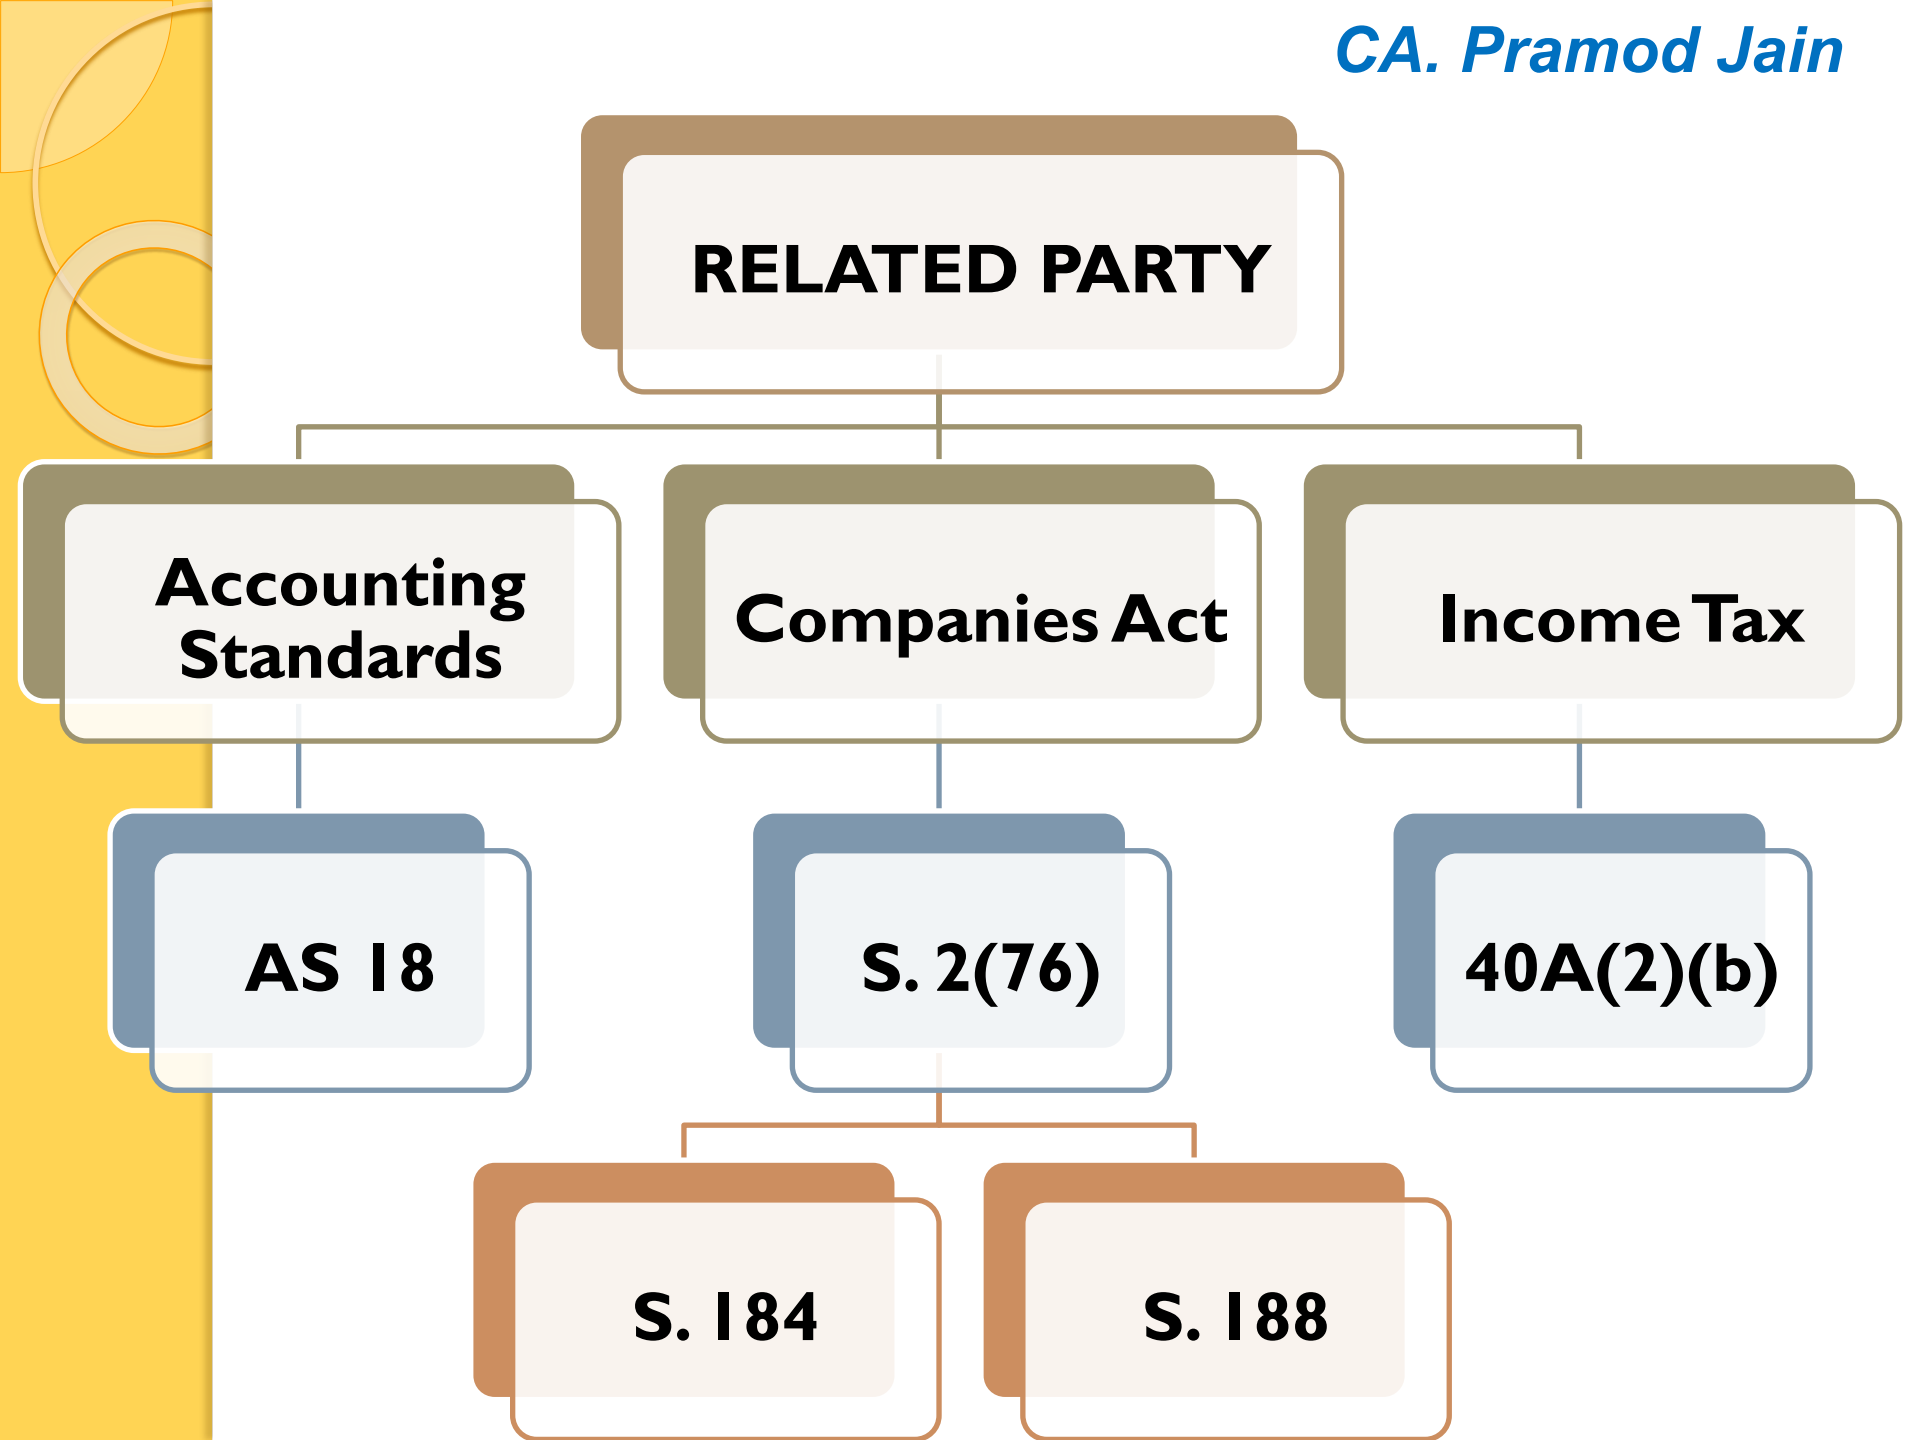 CA. Pramod Jain
RELATED PARTY
Accounting
Standards
Companies Act
Income Tax
AS 18
S. 2(76)
40A(2)(b)
S. 184
S. 188